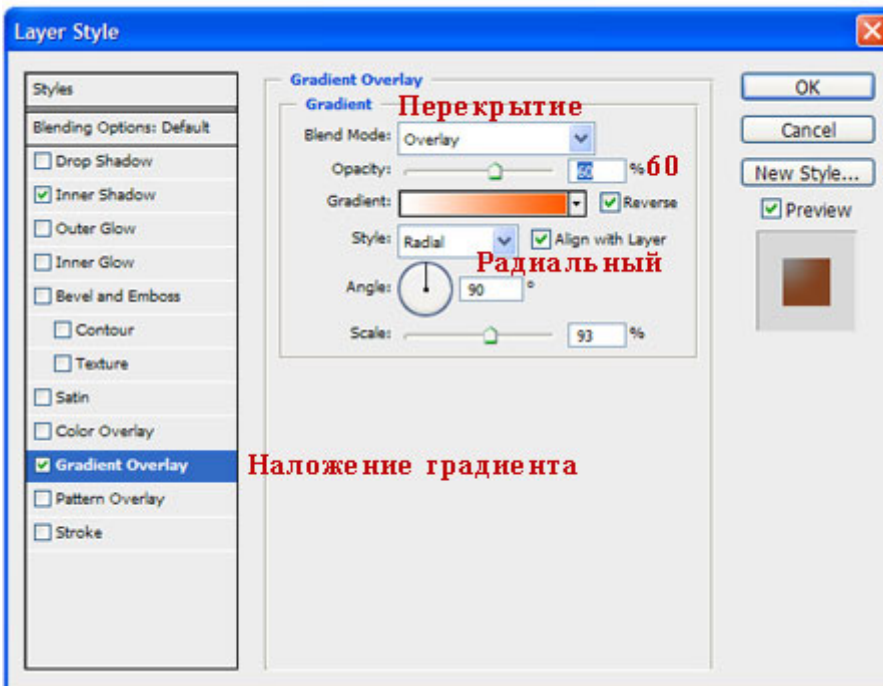 Layer Style
Styles
Blending Options: Default
Drop Shadow
Inner Shadow
Outer Glow
Inner Glow
Bevel and Emboss
Contour
Texture
Satin
Color Overlay
Gradient Overlay
Pattern Overlay
Stroke
Наложение градиента
Gradient Overlay
Gradient
Перекрытие
Blend Mode: Overlay
Opacity: 60 % 60
Gradient: Reverse
Style: Radial Align with Layer
Радиальный
Angle: 90 °
Scale: 93 %
OK
Cancel
New Style...
Preview